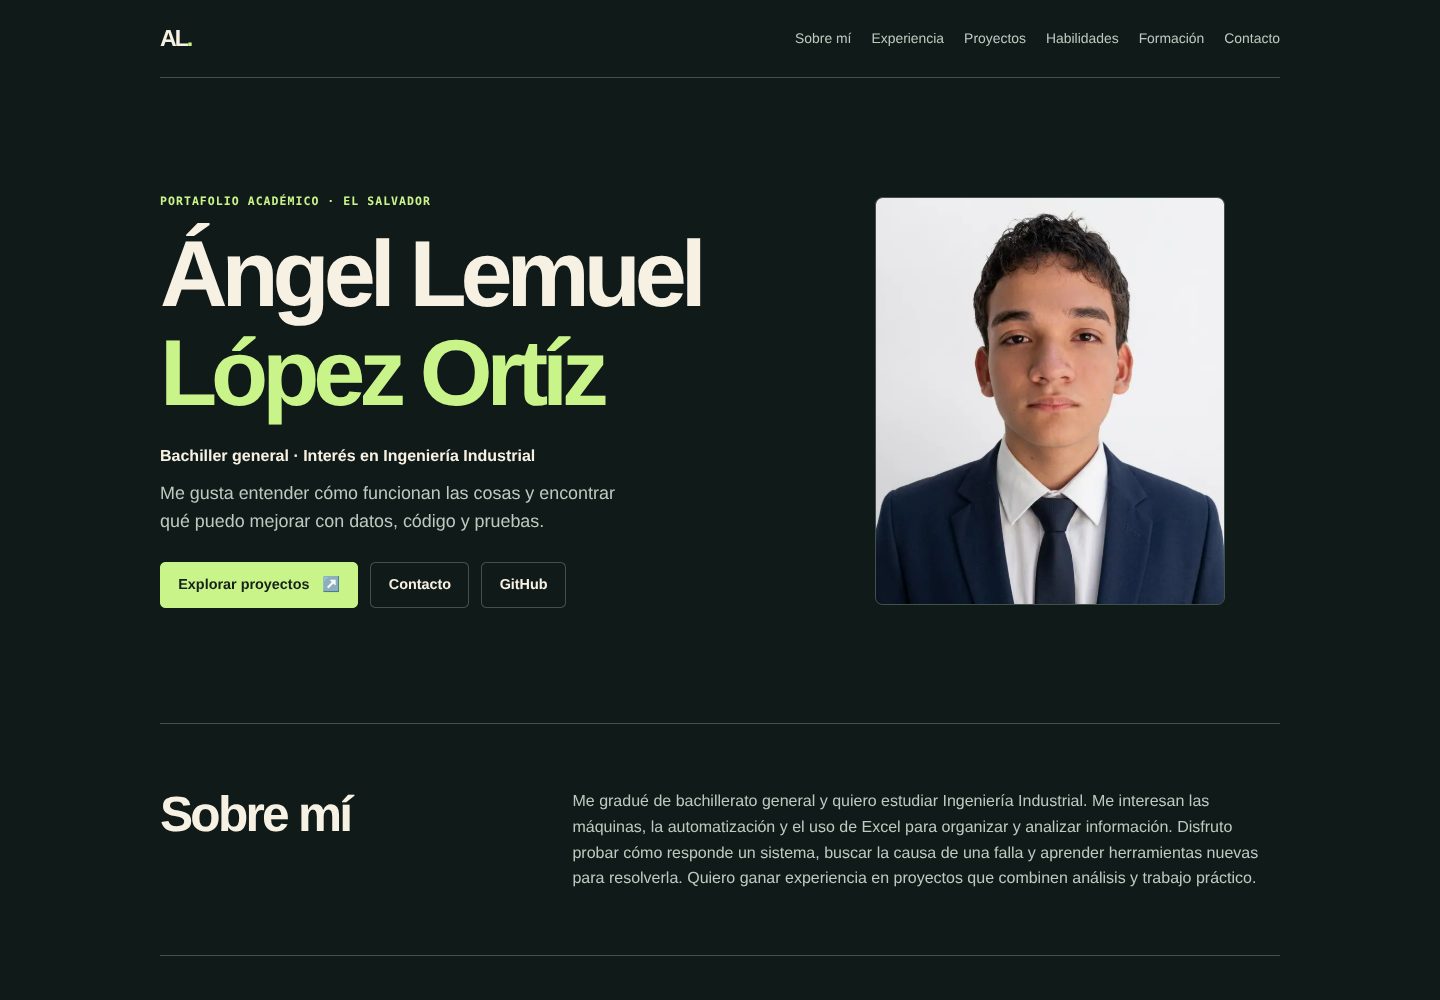 AL.
Sobre mí Experiencia Proyectos Habilidades Formación Contacto
PORTAFOLIO ACADÉMICO · EL SALVADOR
Ángel Lemuel
López Ortíz
Bachiller general · Interés en Ingeniería Industrial
Me gusta entender cómo funcionan las cosas y encontrar
qué puedo mejorar con datos, código y pruebas.
Explorar proyectos ↗ Contacto GitHub
Sobre mí
Me gradué de bachillerato general y quiero estudiar Ingeniería Industrial. Me interesan las
máquinas, la automatización y el uso de Excel para organizar y analizar información. Disfruto
probar cómo responde un sistema, buscar la causa de una falla y aprender herramientas nuevas
para resolverla. Quiero ganar experiencia en proyectos que combinen análisis y trabajo práctico.